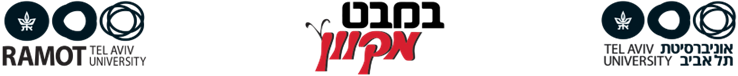 RAMOT TEL AVIV
UNIVERSITY
במבט
מקוון
TEL AVIV אוניברסיטת
UNIVERSITY תל אביב